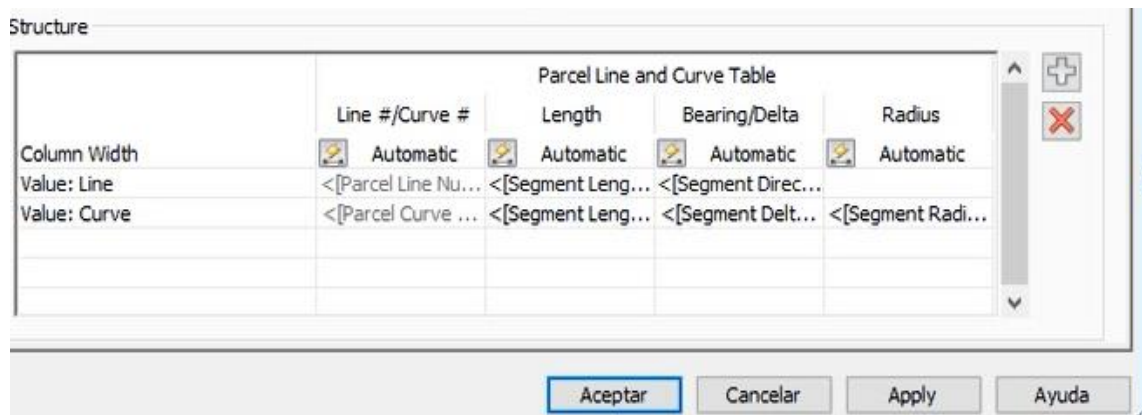 Structure
Parcel Line and Curve Table
Line #/Curve # Length Bearing/Delta Radius
Column Width Automatic Automatic Automatic Automatic
Value: Line <[Parcel Line Nu... <[Segment Leng... <[Segment Direc...
Value: Curve <[Parcel Curve ... <[Segment Leng... <[Segment Delt... <[Segment Radi...
Aceptar Cancelar Apply Ayuda